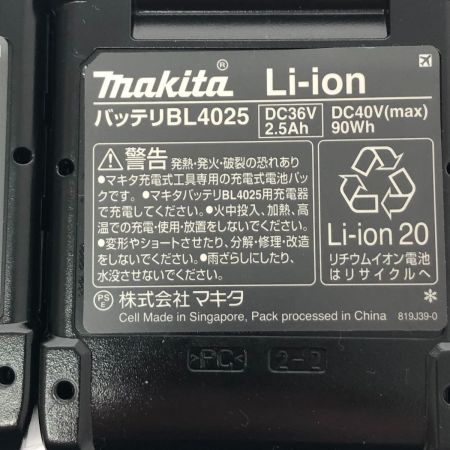 makita® Li-ion
バッテリBL4025 DC36V 2.5Ah DC40V(max) 90Wh
⚠警告 発熱・発火・破裂の恐れあり
●マキタ充電式工具専用の充電式電池パッ
クです。●マキタバッテリBL4025用充電器
で充電してください。●火中投入、加熱、高
温での充電・使用・放置をしないでください。
●変形やショートさせたり、分解・修理・改造
をしないでください。●雨ざらしにしたり、
水没させないでください。
Li-ion 20
リチウムイオン電池
はリサイクルへ
PSE 株式会社マキタ
Cell Made in Singapore, Pack processed in China 819J39-0
>PC< 2-2